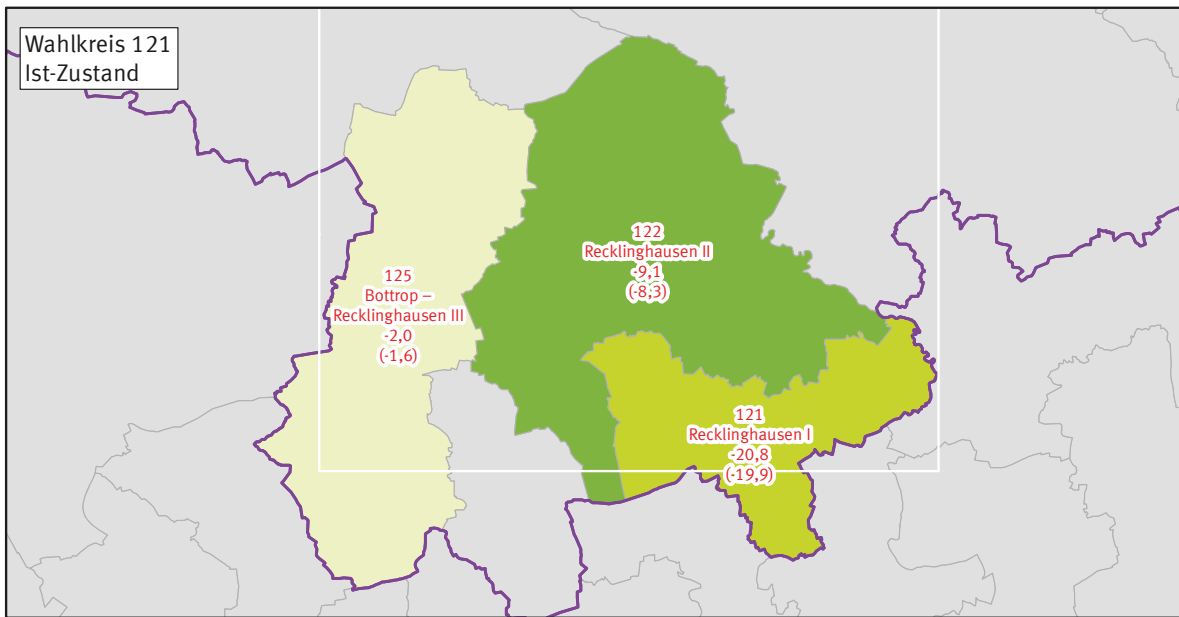 Wahlkreis 121
Ist-Zustand
122
Recklinghausen II
-9,1
(-8,3)
125
Bottrop –
Recklinghausen III
-2,0
(-1,6)
121
Recklinghausen I
-20,8
(-19,9)